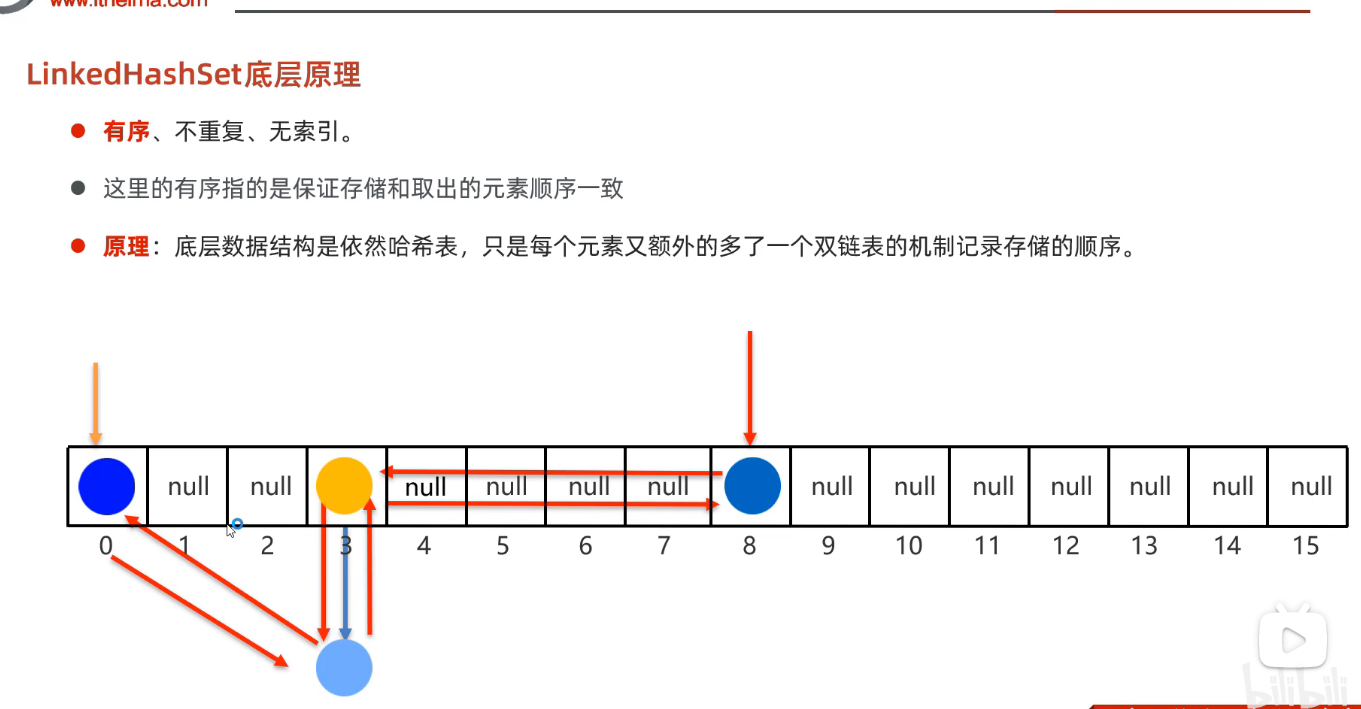 www.itheima.com
LinkedHashSet底层原理
有序、不重复、无索引。
这里的有序指的是保证存储和取出的元素顺序一致
原理：底层数据结构是依然哈希表，只是每个元素又额外的多了一个双链表的机制记录存储的顺序。
null null null null null null null null null null null null null
0 1 2 3 4 5 6 7 8 9 10 11 12 13 14 15
bilibili